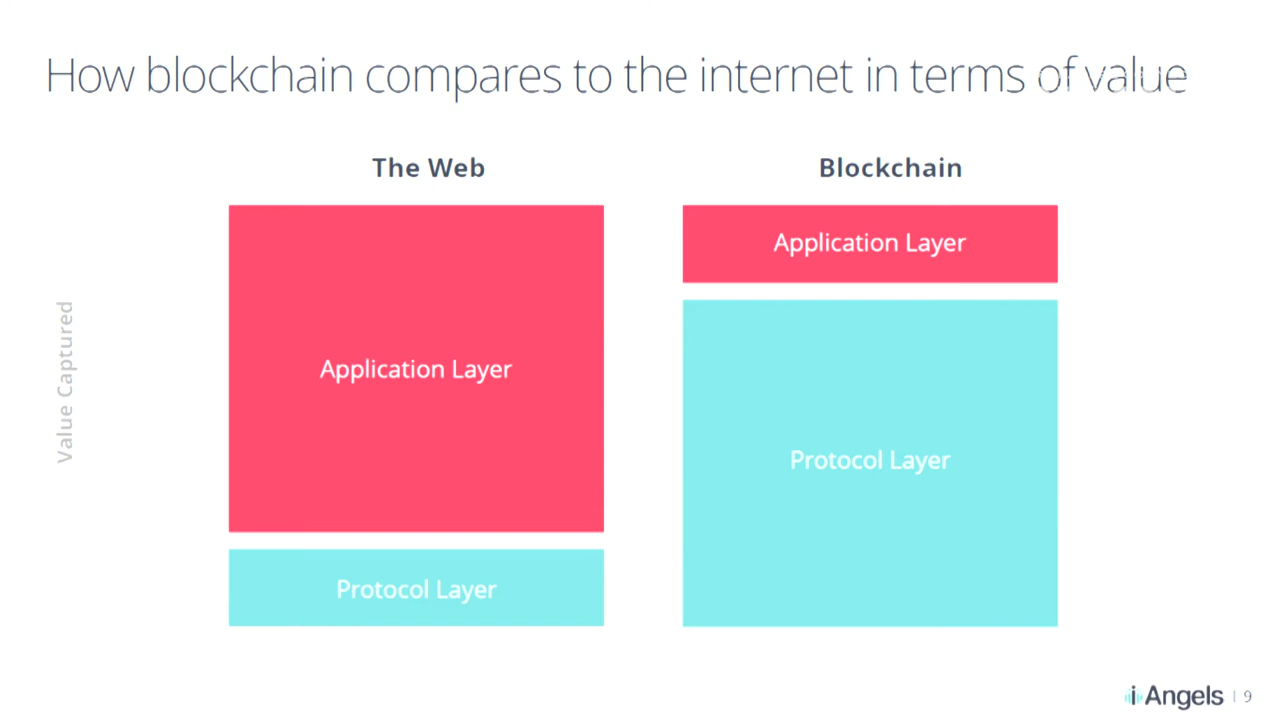 How blockchain compares to the internet in terms of value
The Web
Blockchain
Value Captured
Application Layer
Protocol Layer
Application Layer
Protocol Layer
iAngels | 9